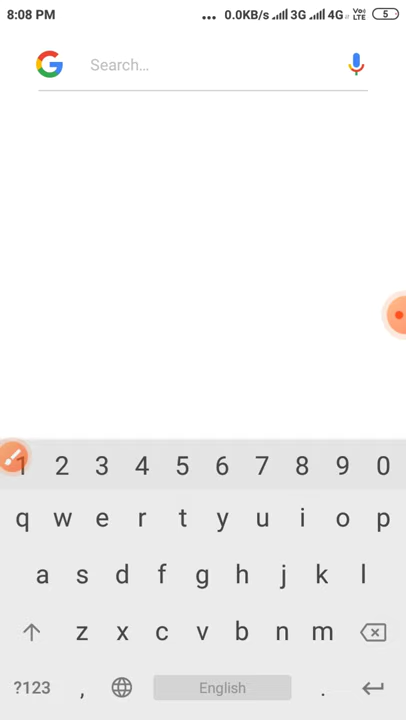 8:08 PM ... 0.0KB/s 3G 4G Vo) LTE 5
G Search...
1 2 3 4 5 6 7 8 9 0
q w e r t y u i o p
a s d f g h j k l
z x c v b n m
?123 , English .